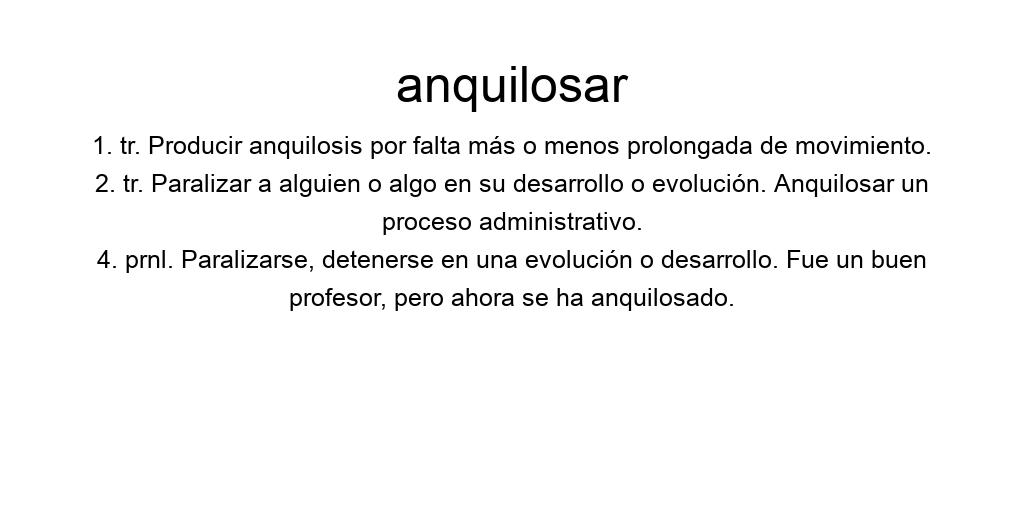 anquilosar
1. tr. Producir anquilosis por falta más o menos prolongada de movimiento.
2. tr. Paralizar a alguien o algo en su desarrollo o evolución. Anquilosar un
proceso administrativo.
4. prnl. Paralizarse, detenerse en una evolución o desarrollo. Fue un buen
profesor, pero ahora se ha anquilosado.